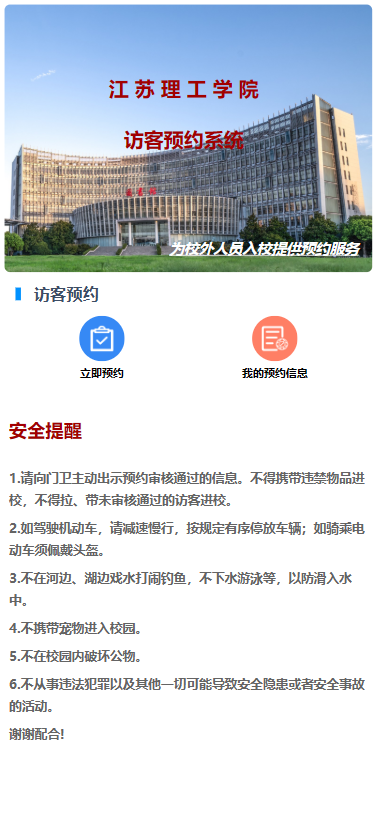 江苏理工学院
访客预约系统
为校外人员入校提供预约服务
访客预约
立即预约
我的预约信息
安全提醒
1.请向门卫主动出示预约审核通过的信息。不得携带违禁物品进
校，不得拉、带未审核通过的访客进校。
2.如驾驶机动车，请减速慢行，按规定有序停放车辆；如骑乘电
动车须佩戴头盔。
3.不在河边、湖边戏水打闹钓鱼，不下水游泳等，以防滑入水
中。
4.不携带宠物进入校园。
5.不在校园内破坏公物。
6.不从事违法犯罪以及其他一切可能导致安全隐患或者安全事故
的活动。
谢谢配合!